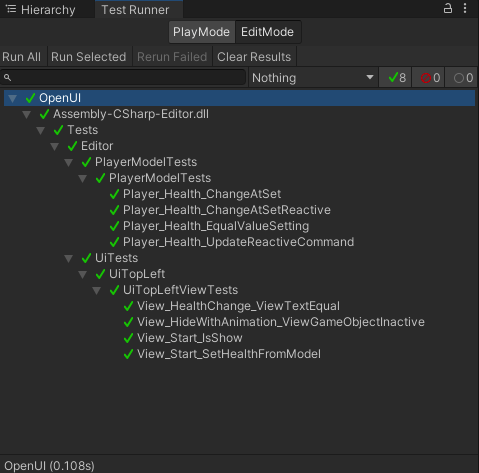 Hierarchy Test Runner
PlayMode EditMode
Run All Run Selected Rerun Failed Clear Results
Nothing 8 0 0
OpenUI
Assembly-CSharp-Editor.dll
Tests
Editor
PlayerModelTests
PlayerModelTests
Player_Health_ChangeAtSet
Player_Health_ChangeAtSetReactive
Player_Health_EqualValueSetting
Player_Health_UpdateReactiveCommand
UiTests
UiTopLeft
UiTopLeftViewTests
View_HealthChange_ViewTextEqual
View_HideWithAnimation_ViewGameObjectInactive
View_Start_IsShow
View_Start_SetHealthFromModel
OpenUI (0.108s)